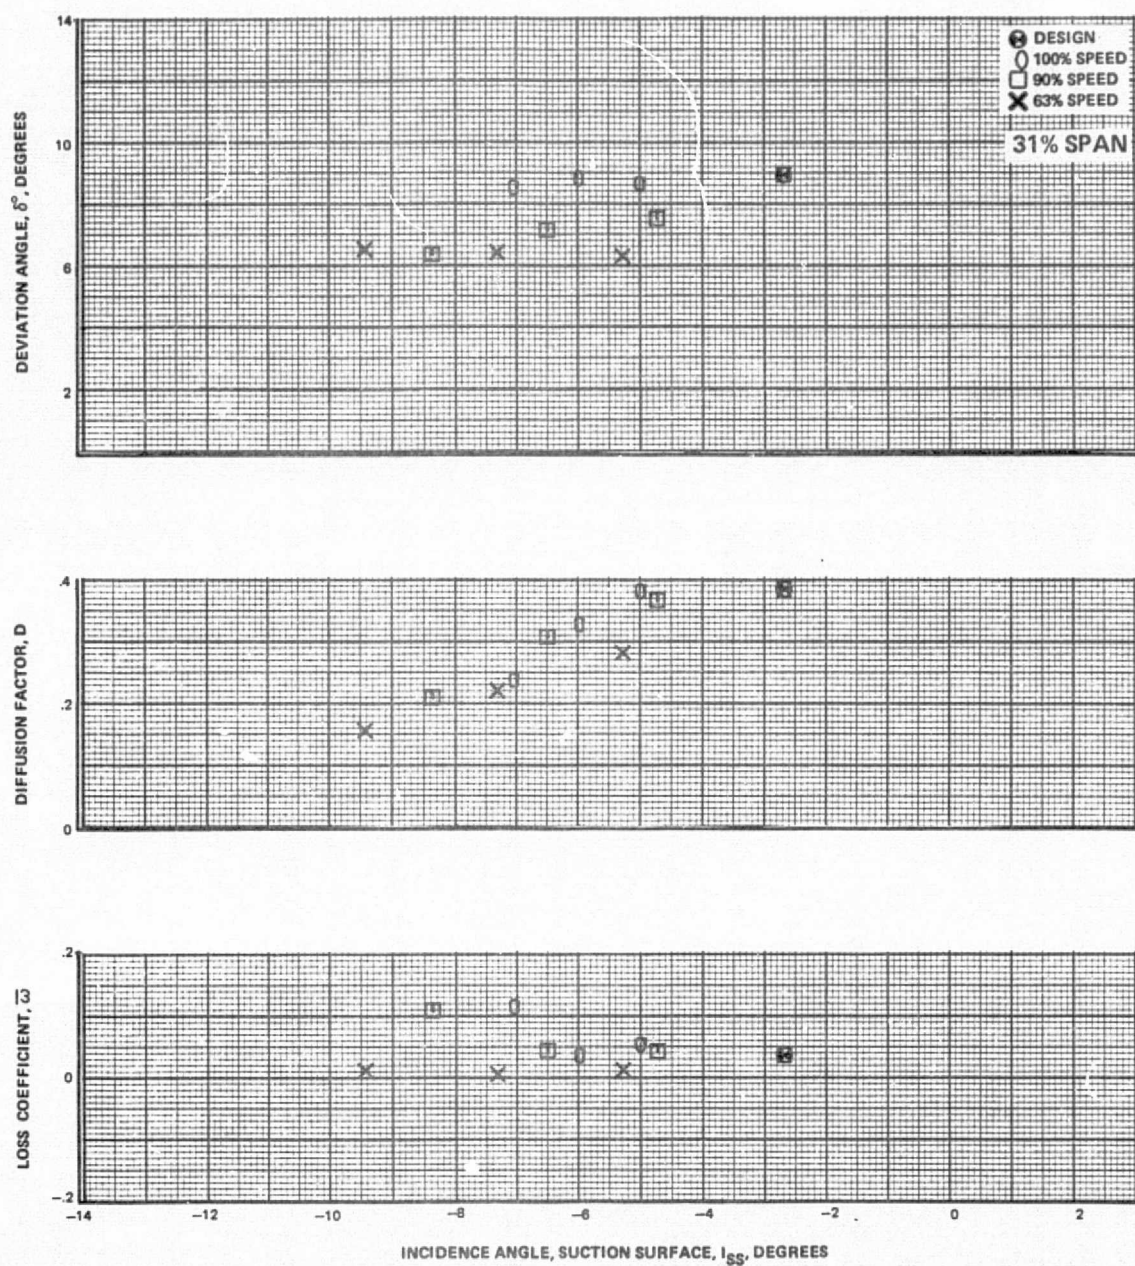 14
DESIGN
100% SPEED
90% SPEED
63% SPEED
31% SPAN
10
6
2
DEVIATION ANGLE, δ°, DEGREES
.4
.2
0
DIFFUSION FACTOR, D
.2
0
-.2
LOSS COEFFICIENT, ω̅
-14 -12 -10 -8 -6 -4 -2 0 2
INCIDENCE ANGLE, SUCTION SURFACE, ISS, DEGREES